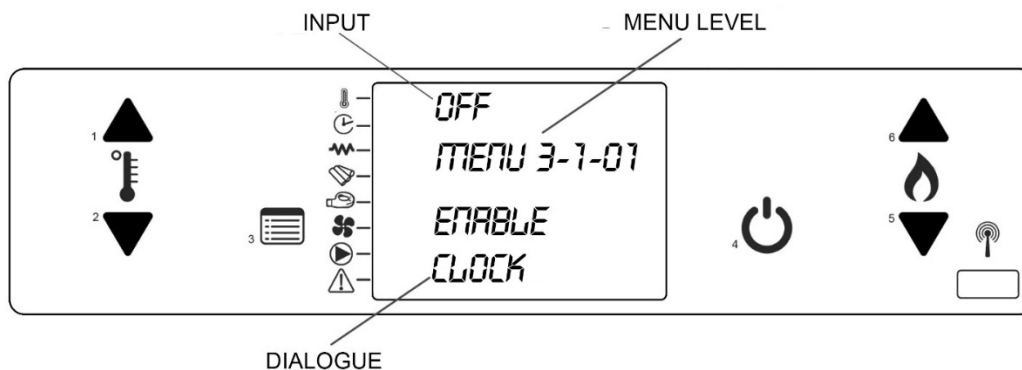 INPUT
MENU LEVEL
1
2
3
OFF
MENU 3-1-01
ENABLE
CLOCK
4
6
5
DIALOGUE